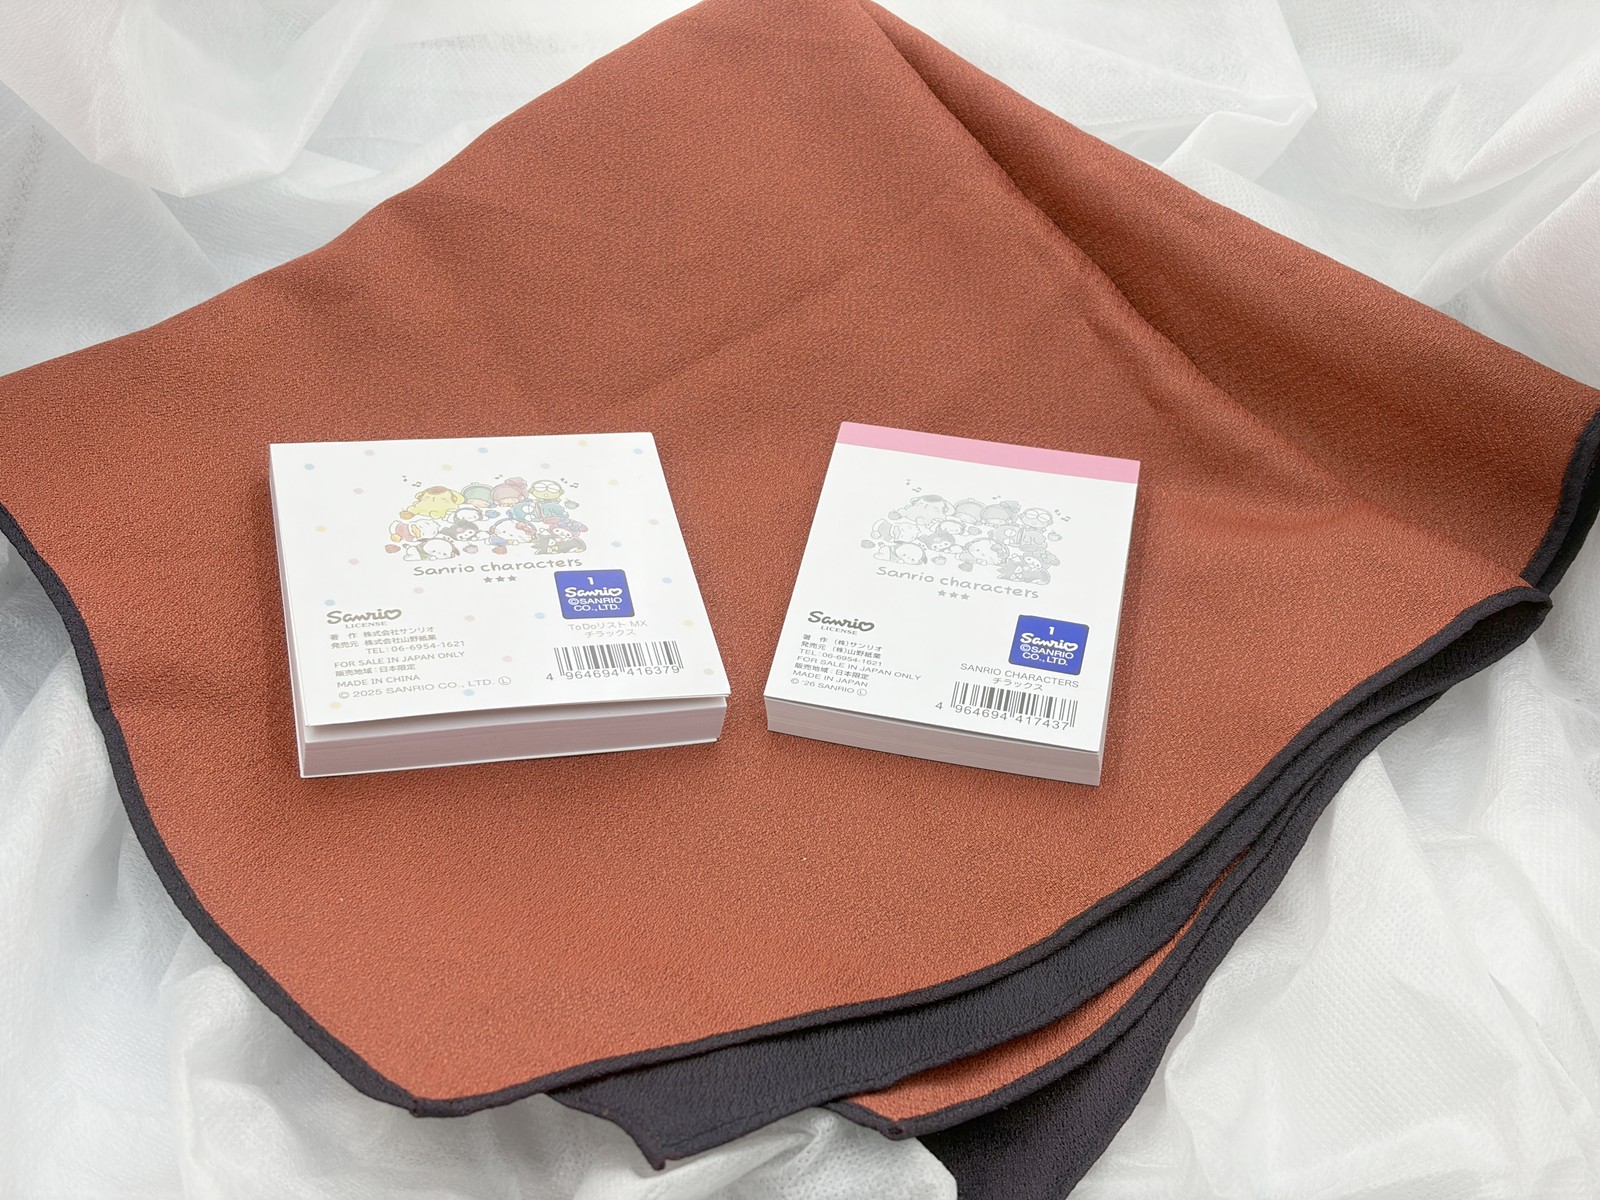 Sanrio characters
★★★
1
Sanrio
©SANRIO
CO., LTD.
Sanrio
LICENSE
著 作 株式会社サンリオ
発売元 株式会社山野紙業
TEL:06-6954-1621
FOR SALE IN JAPAN ONLY
販売地域:日本限定
MADE IN CHINA
© 2025 SANRIO CO., LTD. Ⓛ
ToDoリスト MX
チラックス
4 964694 416379
Sanrio characters
★★★
1
Sanrio
©SANRIO
CO., LTD.
Sanrio
LICENSE
著 作 (株)サンリオ
発売元 (株)山野紙業
TEL:06-6954-1621
FOR SALE IN JAPAN ONLY
販売地域:日本限定
MADE IN JAPAN
© '26 SANRIO Ⓛ
SANRIO CHARACTERS
チラックス
4 964694 417437